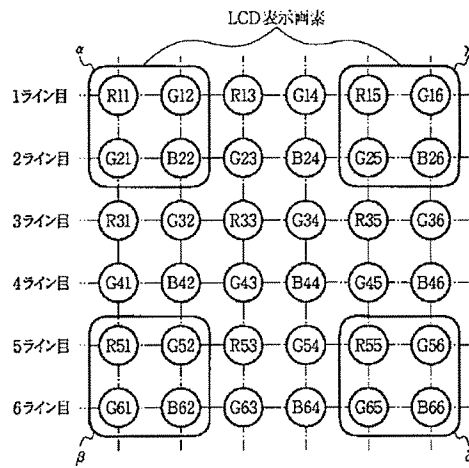 LCD表示画素
α γ
1ライン目 R11 G12 R13 G14 R15 G16
2ライン目 G21 B22 G23 B24 G25 B26
3ライン目 R31 G32 R33 G34 R35 G36
4ライン目 G41 B42 G43 B44 G45 B46
5ライン目 R51 G52 R53 G54 R55 G56
6ライン目 G61 B62 G63 B64 G65 B66
β